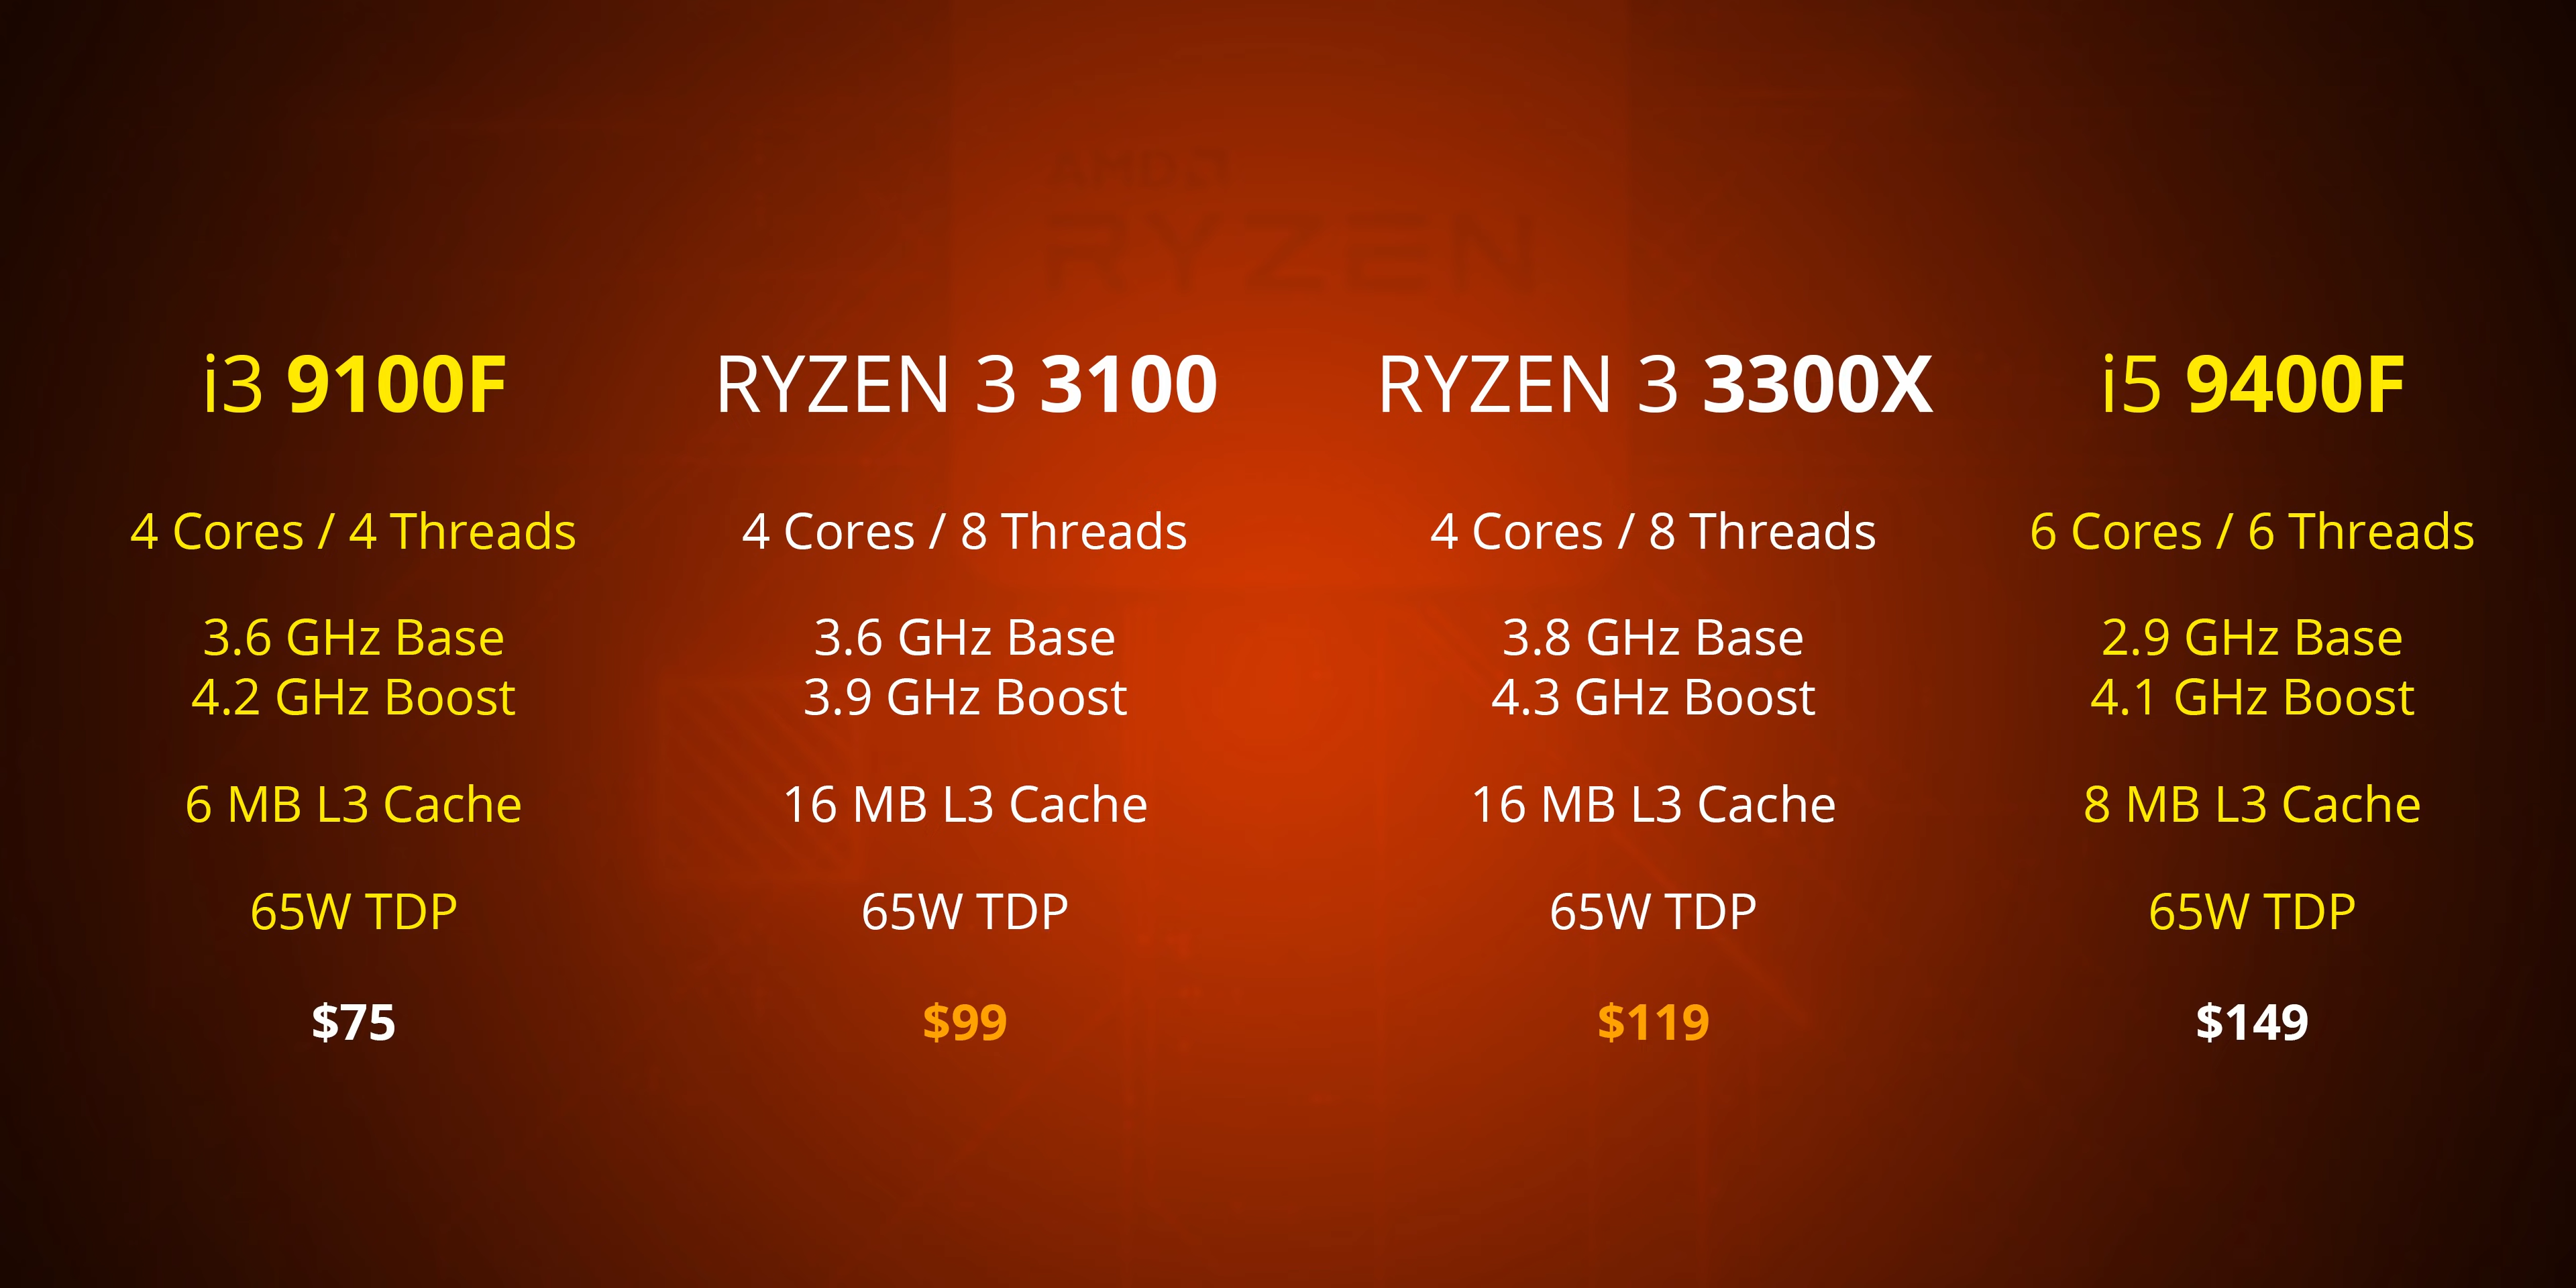 AMD
RYZEN
i3 9100F
4 Cores / 4 Threads
3.6 GHz Base
4.2 GHz Boost
6 MB L3 Cache
65W TDP
$75
RYZEN 3 3100
4 Cores / 8 Threads
3.6 GHz Base
3.9 GHz Boost
16 MB L3 Cache
65W TDP
$99
RYZEN 3 3300X
4 Cores / 8 Threads
3.8 GHz Base
4.3 GHz Boost
16 MB L3 Cache
65W TDP
$119
i5 9400F
6 Cores / 6 Threads
2.9 GHz Base
4.1 GHz Boost
8 MB L3 Cache
65W TDP
$149